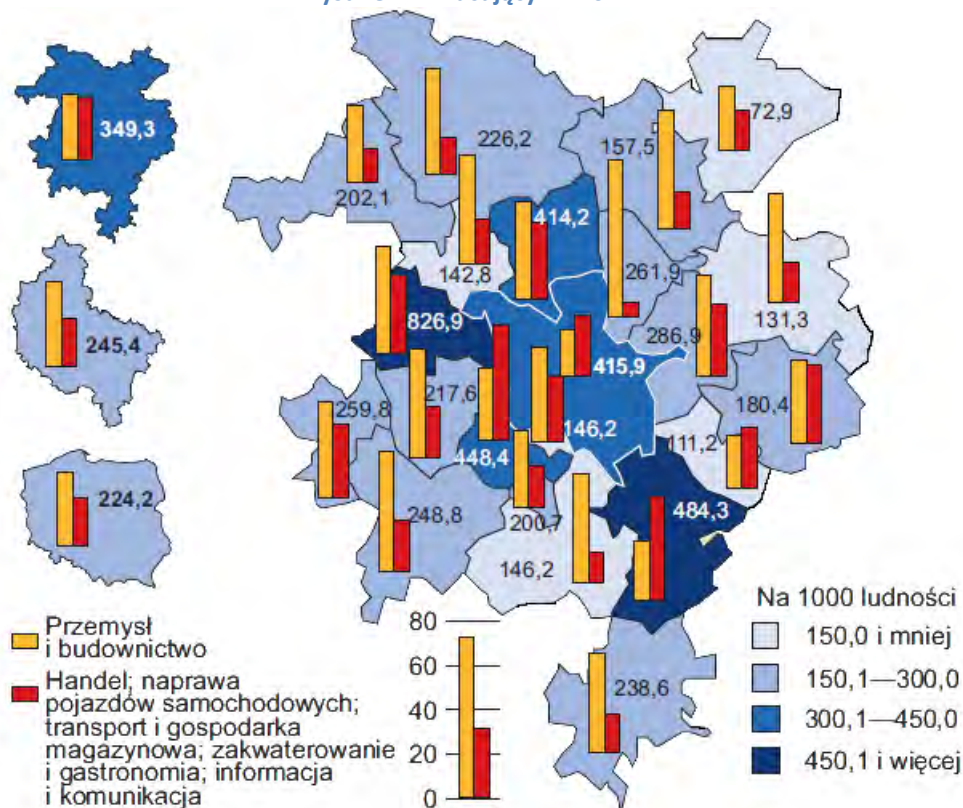 349,3
245,4
224,2
72,9
226,2
157,5
202,1
414,2
142,8
261,9
826,9
286,9
131,3
415,9
217,6
259,8
180,4
146,2
111,2
448,4
484,3
248,8
200,7
146,2
238,6
Przemysł
i budownictwo
Handel; naprawa
pojazdów samochodowych;
transport i gospodarka
magazynowa; zakwaterowanie
i gastronomia; informacja
i komunikacja
80
60
40
20
0
Na 1000 ludności
150,0 i mniej
150,1—300,0
300,1—450,0
450,1 i więcej